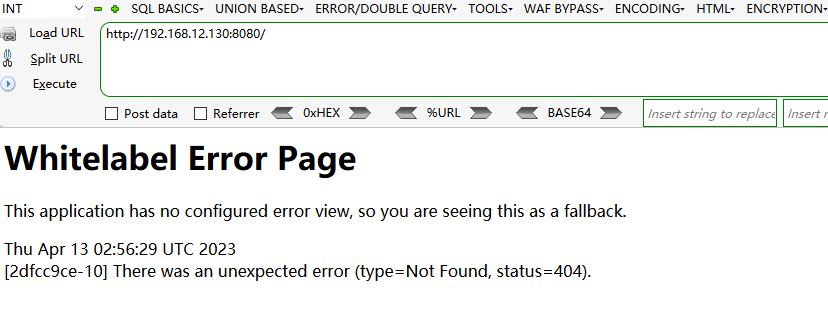 INT SQL BASICS UNION BASED ERROR/DOUBLE QUERY TOOLS WAF BYPASS ENCODING HTML ENCRYPTION
Load URL http://192.168.12.130:8080/
Split URL
Execute
Post data Referrer 0xHEX %URL BASE64 Insert string to replace Insert r
Whitelabel Error Page
This application has no configured error view, so you are seeing this as a fallback.
Thu Apr 13 02:56:29 UTC 2023
[2dfcc9ce-10] There was an unexpected error (type=Not Found, status=404).